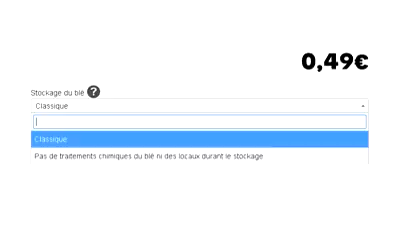 0,49€
Stockage du blé ?
Classique
Classique
Pas de traitements chimiques du blé ni des locaux durant le stockage